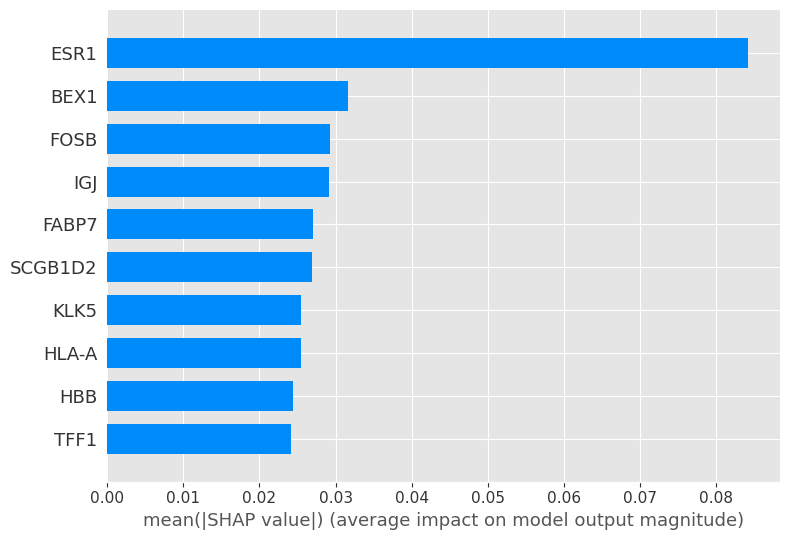 ESR1
BEX1
FOSB
IGJ
FABP7
SCGB1D2
KLK5
HLA-A
HBB
TFF1
0.00 0.01 0.02 0.03 0.04 0.05 0.06 0.07 0.08
mean(|SHAP value|) (average impact on model output magnitude)